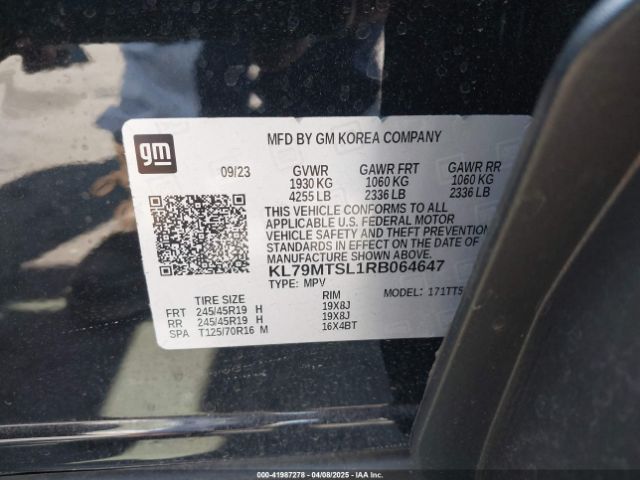 gm
MFD BY GM KOREA COMPANY
09/23
GVWR GAWR FRT GAWR RR
1930 KG 1060 KG 1060 KG
4255 LB 2336 LB 2336 LB
THIS VEHICLE CONFORMS TO ALL
APPLICABLE U.S. FEDERAL MOTOR
VEHICLE SAFETY AND THEFT PREVENTION
STANDARDS IN EFFECT ON THE DATE OF
MANUFACTURE SHOWN ABOVE.
KL79MTSL1RB064647
TYPE: MPV
MODEL: 171TT5
TIRE SIZE RIM
FRT 245/45R19 H 19X8J
RR 245/45R19 H 19X8J
SPA T125/70R16 M 16X4BT
000-41987278 - 04/08/2025 - IAA Inc.